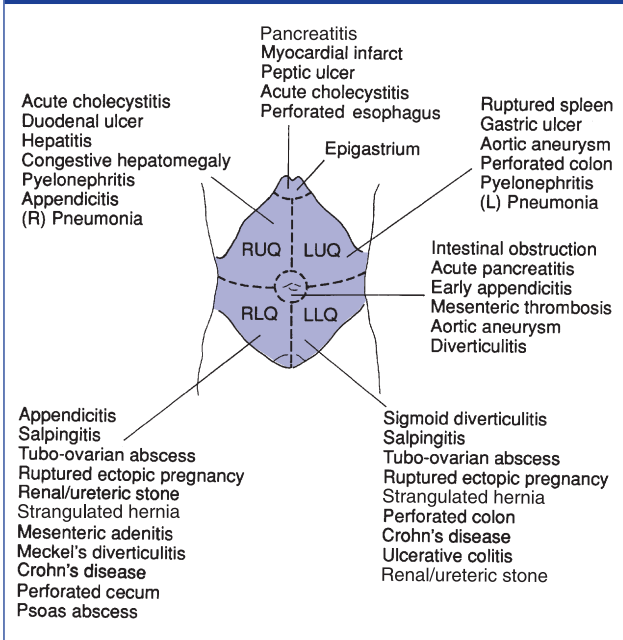 Pancreatitis
Myocardial infarct
Peptic ulcer
Acute cholecystitis
Perforated esophagus
Acute cholecystitis
Duodenal ulcer
Hepatitis
Congestive hepatomegaly
Pyelonephritis
Appendicitis
(R) Pneumonia
Epigastrium
Ruptured spleen
Gastric ulcer
Aortic aneurysm
Perforated colon
Pyelonephritis
(L) Pneumonia
RUQ LUQ
RLQ LLQ
Intestinal obstruction
Acute pancreatitis
Early appendicitis
Mesenteric thrombosis
Aortic aneurysm
Diverticulitis
Appendicitis
Salpingitis
Tubo-ovarian abscess
Ruptured ectopic pregnancy
Renal/ureteric stone
Strangulated hernia
Mesenteric adenitis
Meckel's diverticulitis
Crohn's disease
Perforated cecum
Psoas abscess
Sigmoid diverticulitis
Salpingitis
Tubo-ovarian abscess
Ruptured ectopic pregnancy
Strangulated hernia
Perforated colon
Crohn's disease
Ulcerative colitis
Renal/ureteric stone